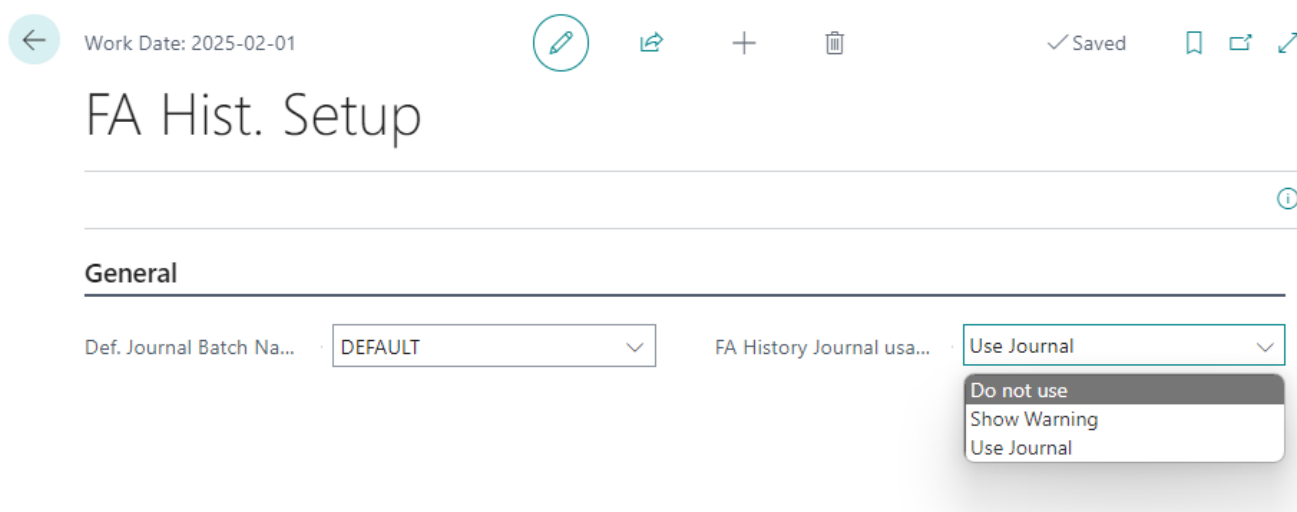 Work Date: 2025-02-01
Saved
FA Hist. Setup
General
Def. Journal Batch Na...
DEFAULT
FA History Journal usa...
Use Journal
Do not use
Show Warning
Use Journal